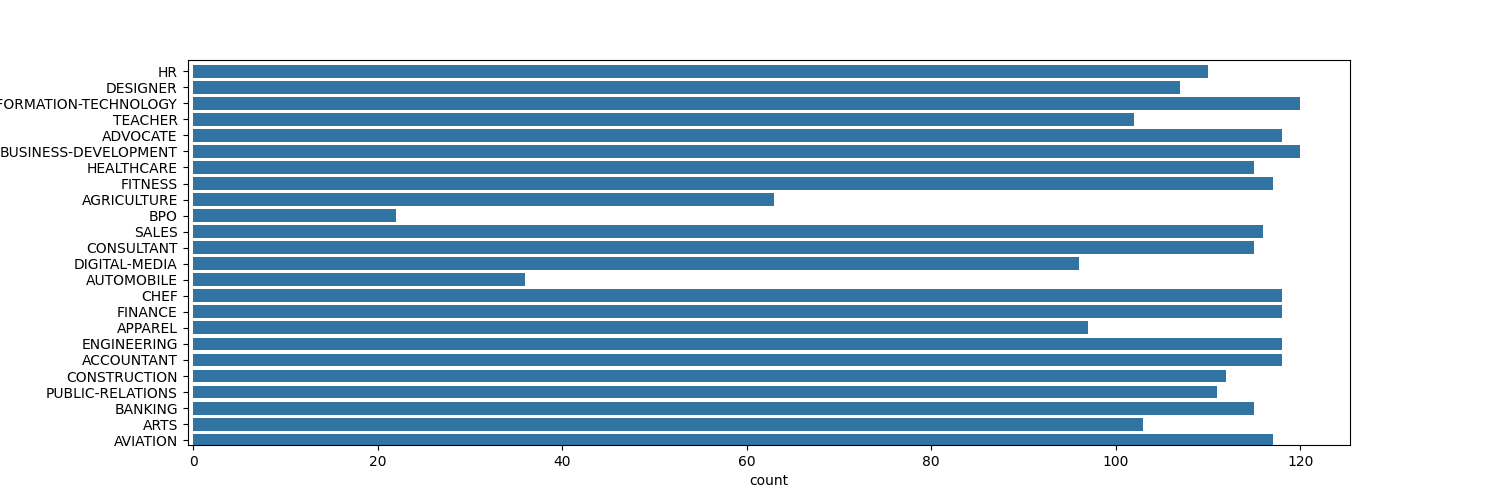 HR
DESIGNER
FORMATION-TECHNOLOGY
TEACHER
ADVOCATE
BUSINESS-DEVELOPMENT
HEALTHCARE
FITNESS
AGRICULTURE
BPO
SALES
CONSULTANT
DIGITAL-MEDIA
AUTOMOBILE
CHEF
FINANCE
APPAREL
ENGINEERING
ACCOUNTANT
CONSTRUCTION
PUBLIC-RELATIONS
BANKING
ARTS
AVIATION
0 20 40 60 80 100 120
count